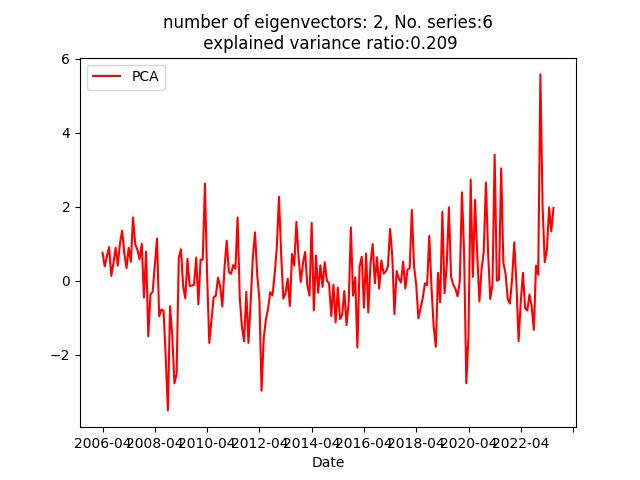 number of eigenvectors: 2, No. series:6
explained variance ratio:0.209
PCA
6
4
2
0
−2
2006-04 2008-04 2010-04 2012-04 2014-04 2016-04 2018-04 2020-04 2022-04
Date